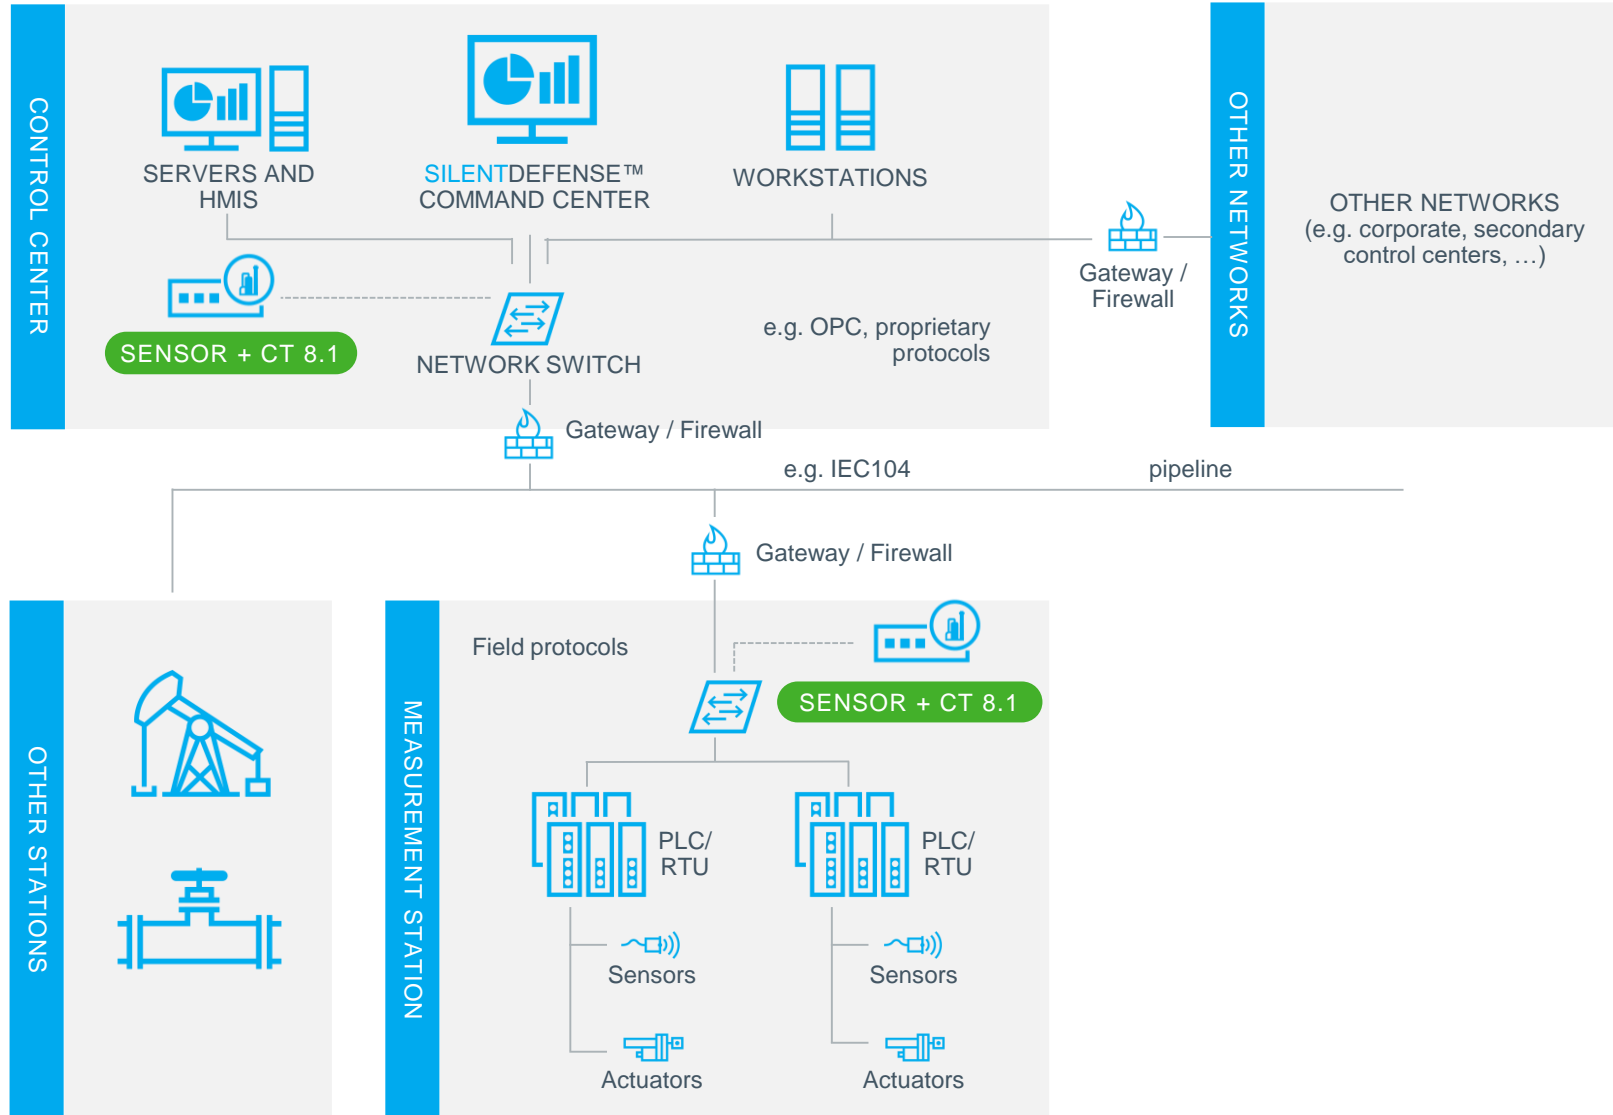 CONTROL CENTER
SERVERS AND
HMIS
SILENTDEFENSE™
COMMAND CENTER
WORKSTATIONS
SENSOR + CT 8.1
NETWORK SWITCH
e.g. OPC, proprietary
protocols
Gateway /
Firewall
OTHER NETWORKS
OTHER NETWORKS
(e.g. corporate, secondary
control centers, …)
Gateway / Firewall
e.g. IEC104
pipeline
Gateway / Firewall
OTHER STATIONS
MEASUREMENT STATION
Field protocols
SENSOR + CT 8.1
PLC/
RTU
PLC/
RTU
Sensors
Sensors
Actuators
Actuators